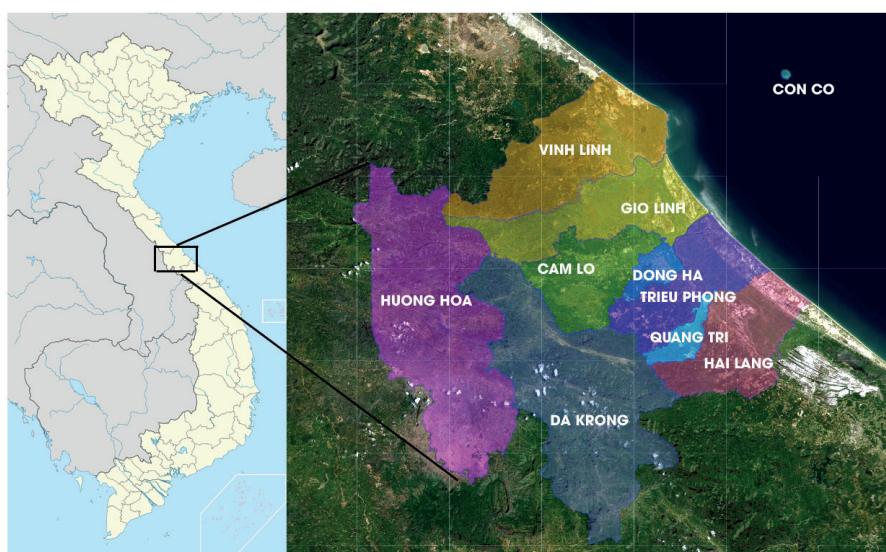 CON CO
VINH LINH
GIO LINH
CAM LO
DONG HA
HUONG HOA
TRIEU PHONG
QUANG TRI
HAI LANG
DA KRONG